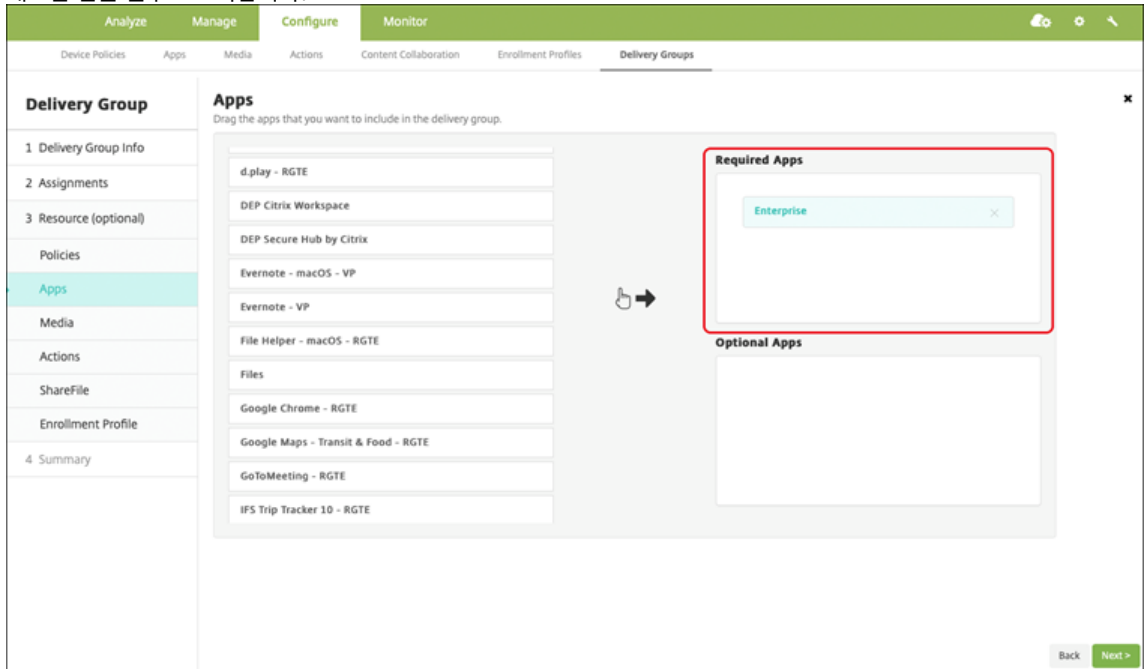 Analyze Manage Configure Monitor
Device Policies Apps Media Actions Content Collaboration Enrollment Profiles Delivery Groups
Delivery Group
1 Delivery Group Info
2 Assignments
3 Resource (optional)
Policies
Apps
Media
Actions
ShareFile
Enrollment Profile
4 Summary
Apps
Drag the apps that you want to include in the delivery group.
d.play - RGTE
DEP Citrix Workspace
DEP Secure Hub by Citrix
Evernote - macOS - VP
Evernote - VP
File Helper - macOS - RGTE
Files
Google Chrome - RGTE
Google Maps - Transit & Food - RGTE
GoToMeeting - RGTE
IFS Trip Tracker 10 - RGTE
Required Apps
Enterprise
Optional Apps
Back Next >